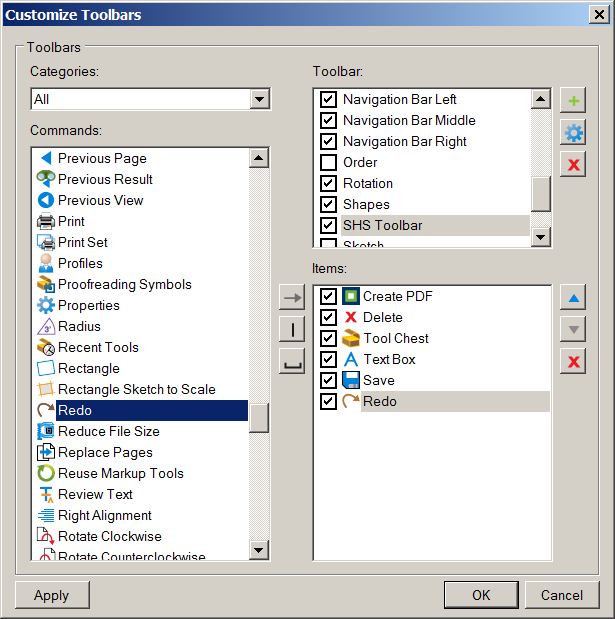 Customize Toolbars
Toolbars
Categories:
All
Commands:
Previous Page
Previous Result
Previous View
Print
Print Set
Profiles
Proofreading Symbols
Properties
Radius
Recent Tools
Rectangle
Rectangle Sketch to Scale
Redo
Reduce File Size
Replace Pages
Reuse Markup Tools
Review Text
Right Alignment
Rotate Clockwise
Rotate Counterclockwise
Toolbar:
Navigation Bar Left
Navigation Bar Middle
Navigation Bar Right
Order
Rotation
Shapes
SHS Toolbar
Sketch
Items:
Create PDF
Delete
Tool Chest
Text Box
Save
Redo
Apply
OK
Cancel